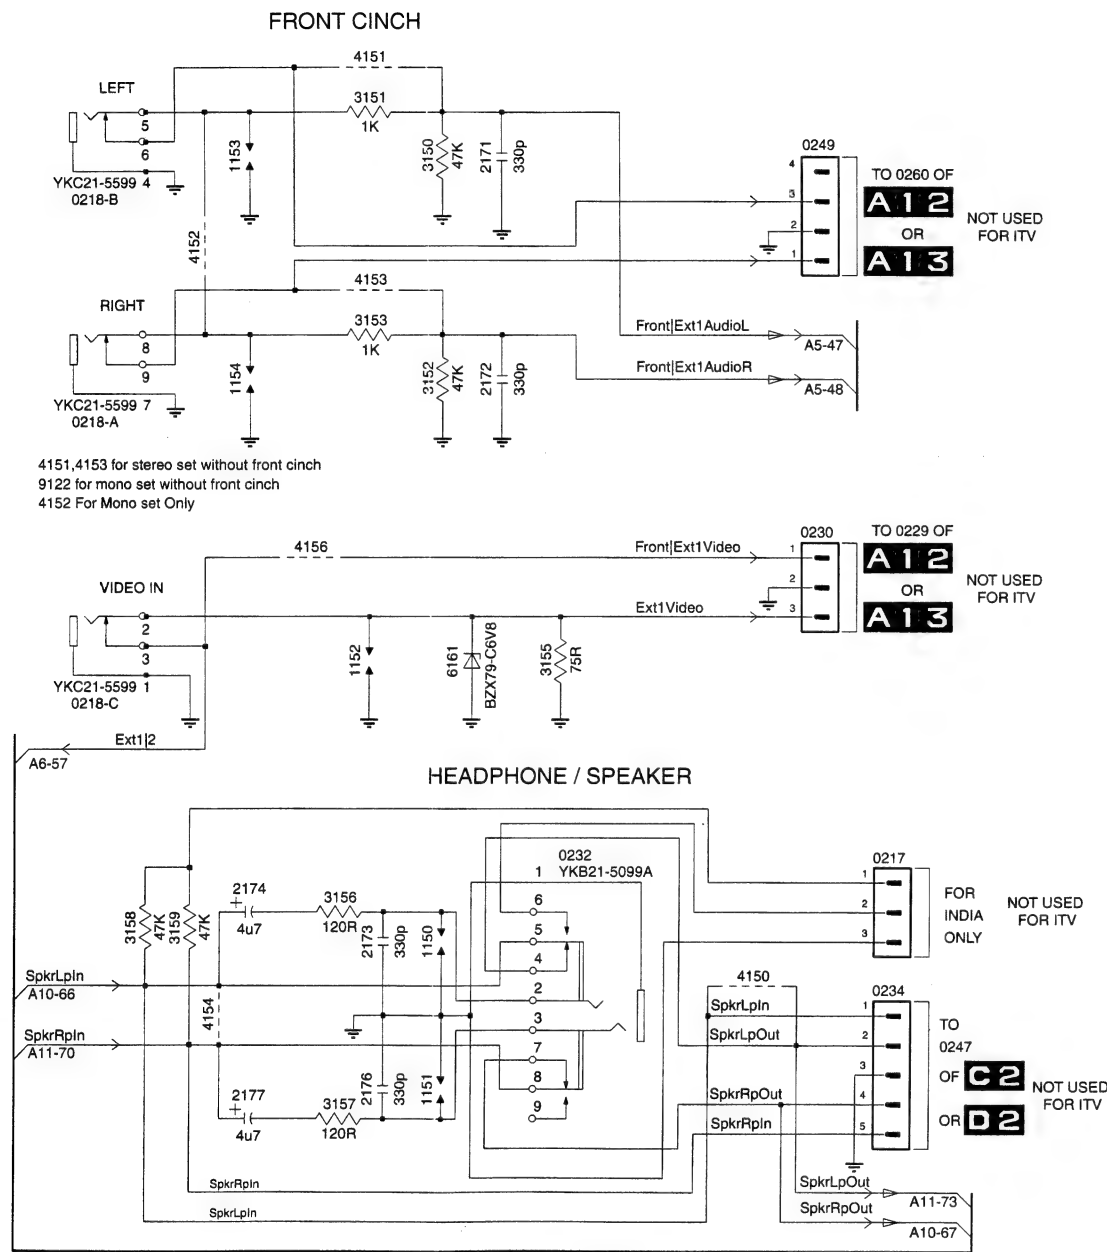 FRONT CINCH
4151
LEFT
3151
1K
5
6
1153
3150
47K
2171
330p
YKC21-5599 4
0218-B
0249
4
3
2
1
TO 0260 OF
A12
OR
A13
NOT USED
FOR ITV
4152
4153
RIGHT
3153
1K
8
9
1154
3152
47K
2172
330p
YKC21-5599 7
0218-A
Front|Ext1AudioL
A5-47
Front|Ext1AudioR
A5-48
4151,4153 for stereo set without front cinch
9122 for mono set without front cinch
4152 For Mono set Only
4156
Front|Ext1Video
0230
1
2
3
TO 0229 OF
A12
OR
A13
NOT USED
FOR ITV
VIDEO IN
Ext1Video
2
3
1152
6161
BZX79-C6V8
3155
75R
YKC21-5599 1
0218-C
Ext1|2
A6-57
HEADPHONE / SPEAKER
0232
YKB21-5099A
1
6
5
4
2
3
7
8
9
0217
1
2
3
FOR
INDIA
ONLY
NOT USED
FOR ITV
3158
47K
3159
47K
+
2174
4u7
3156
120R
2173
330p
1150
SpkrLpIn
A10-66
4154
SpkrRpIn
A11-70
+
2177
4u7
3157
120R
2176
330p
1151
4150
SpkrLpIn
SpkrLpOut
SpkrRpOut
SpkrRpIn
0234
1
2
3
4
5
TO
0247
OF C2
OR D2
NOT USED
FOR ITV
SpkrRpIn
SpkrLpIn
SpkrLpOut
A11-73
SpkrRpOut
A10-67